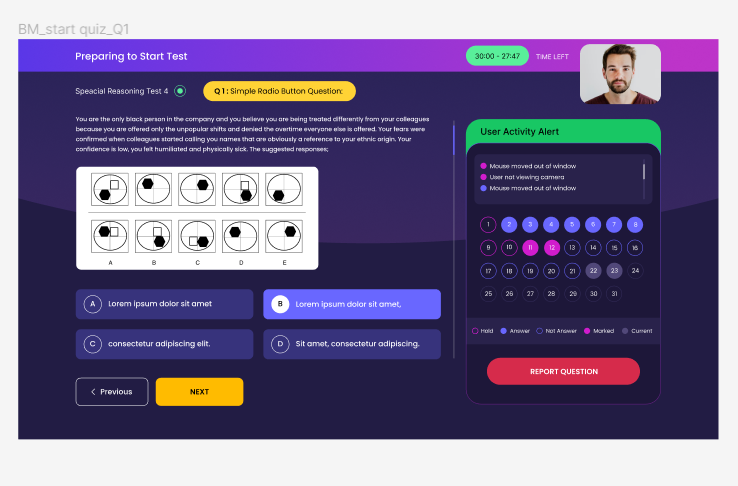 BM_start quiz_Q1
Preparing to Start Test
30:00 - 27:47
TIME LEFT
Speacial Reasoning Test 4
Q 1 : Simple Radio Button Question:
You are the only black person in the company and you believe you are being treated differently from your colleagues
because you are offered only the unpopular shifts and denied the overtime everyone else is offered. Your fears were
confirmed when colleagues started calling you names that are obviously a reference to your ethnic origin. Your
confidence is low, you felt humiliated and physically sick. The suggested responses;
A B C D E
A Lorem ipsum dolor sit amet
B Lorem ipsum dolor sit amet,
C consectetur adipiscing elit.
D Sit amet, consectetur adipiscing.
Previous
NEXT
User Activity Alert
Mouse moved out of window
User not viewing camera
Mouse moved out of window
1 2 3 4 5 6 7 8
9 10 11 12 13 14 15 16
17 18 19 20 21 22 23 24
25 26 27 28 29 30 31
Hold Answer Not Answer Marked Current
REPORT QUESTION